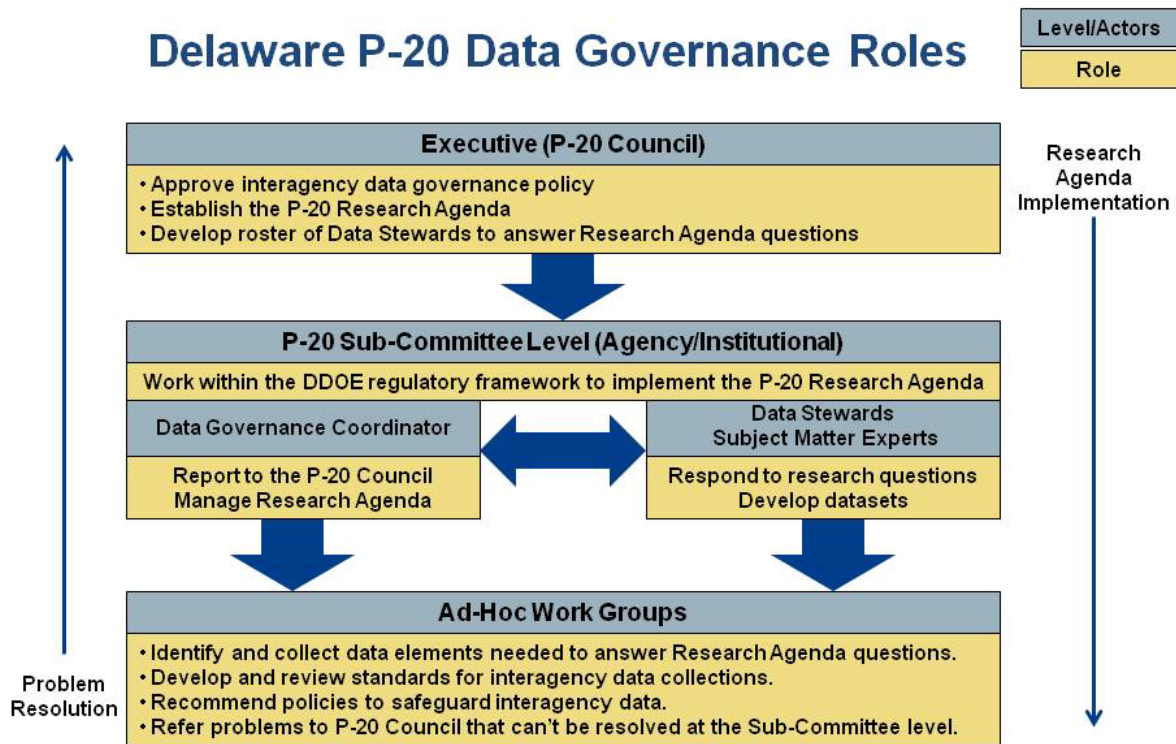 Delaware P-20 Data Governance Roles
Level/Actors
Role
Executive (P-20 Council)
• Approve interagency data governance policy
• Establish the P-20 Research Agenda
• Develop roster of Data Stewards to answer Research Agenda questions
Research
Agenda
Implementation
P-20 Sub-Committee Level (Agency/Institutional)
Work within the DDOE regulatory framework to implement the P-20 Research Agenda
Data Governance Coordinator
Report to the P-20 Council
Manage Research Agenda
Data Stewards
Subject Matter Experts
Respond to research questions
Develop datasets
Ad-Hoc Work Groups
• Identify and collect data elements needed to answer Research Agenda questions.
• Develop and review standards for interagency data collections.
• Recommend policies to safeguard interagency data.
• Refer problems to P-20 Council that can't be resolved at the Sub-Committee level.
Problem
Resolution